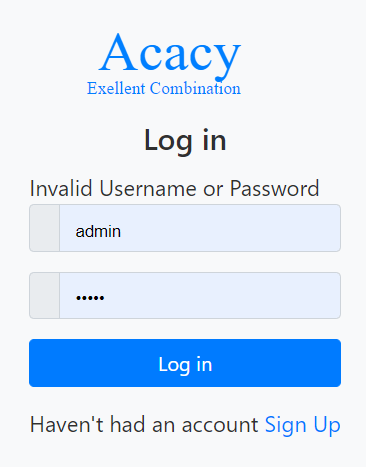 Acacy
Exellent Combination
Log in
Invalid Username or Password
admin
•••••
Log in
Haven't had an account Sign Up